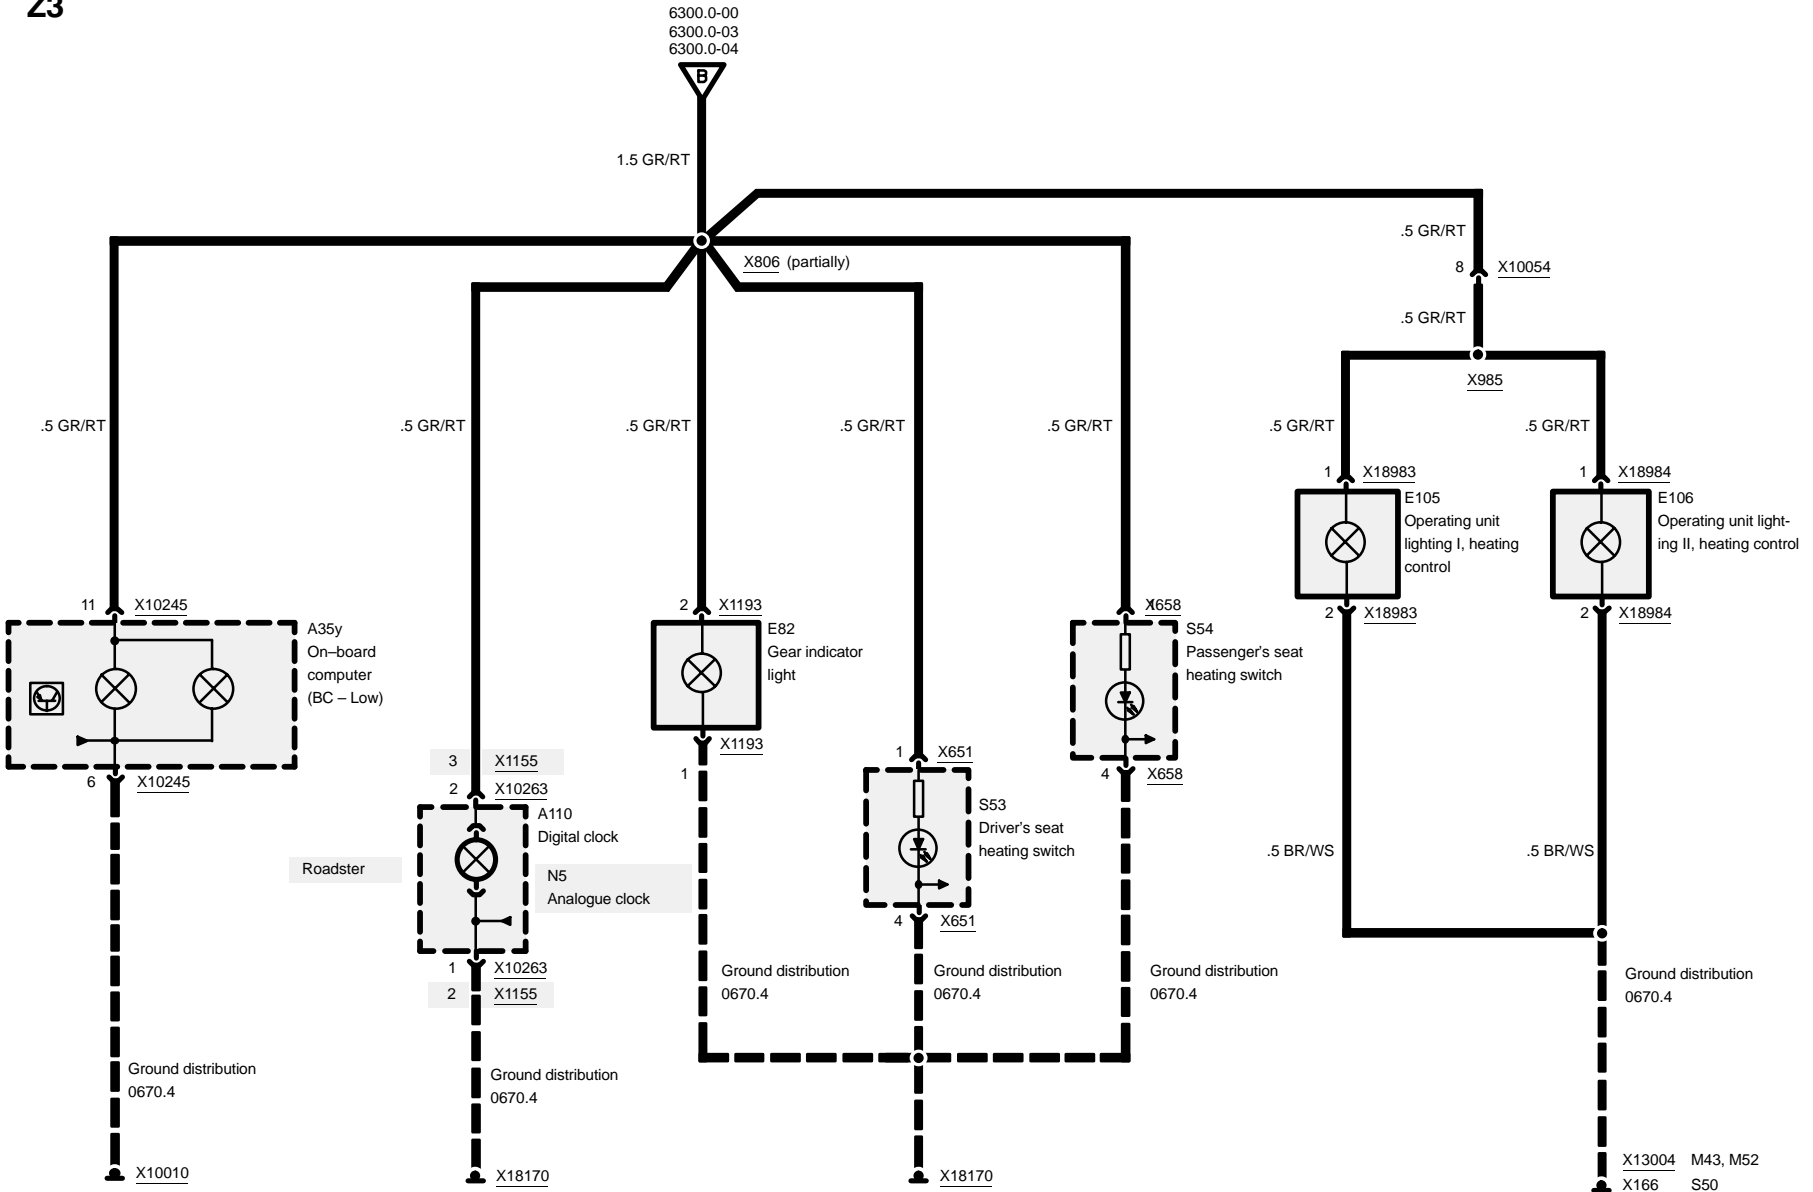 Z3
6300.0-00
6300.0-03
6300.0-04
B
1.5 GR/RT
X806 (partially)
.5 GR/RT
8 X10054
.5 GR/RT
X985
.5 GR/RT
.5 GR/RT
.5 GR/RT
.5 GR/RT
.5 GR/RT
.5 GR/RT
.5 GR/RT
1 X18983
1 X18984
E105
Operating unit
lighting I, heating
control
E106
Operating unit light-
ing II, heating control
2 X18983
2 X18984
11 X10245
A35y
On–board
computer
(BC – Low)
6 X10245
2 X1193
E82
Gear indicator
light
X1193
1
X658
S54
Passenger's seat
heating switch
4 X658
3 X1155
2 X10263
A110
Digital clock
Roadster
N5
Analogue clock
1 X10263
2 X1155
1 X651
S53
Driver's seat
heating switch
4 X651
.5 BR/WS
.5 BR/WS
Ground distribution
0670.4
Ground distribution
0670.4
Ground distribution
0670.4
Ground distribution
0670.4
Ground distribution
0670.4
Ground distribution
0670.4
X10010
X18170
X18170
X13004 M43, M52
X166 S50